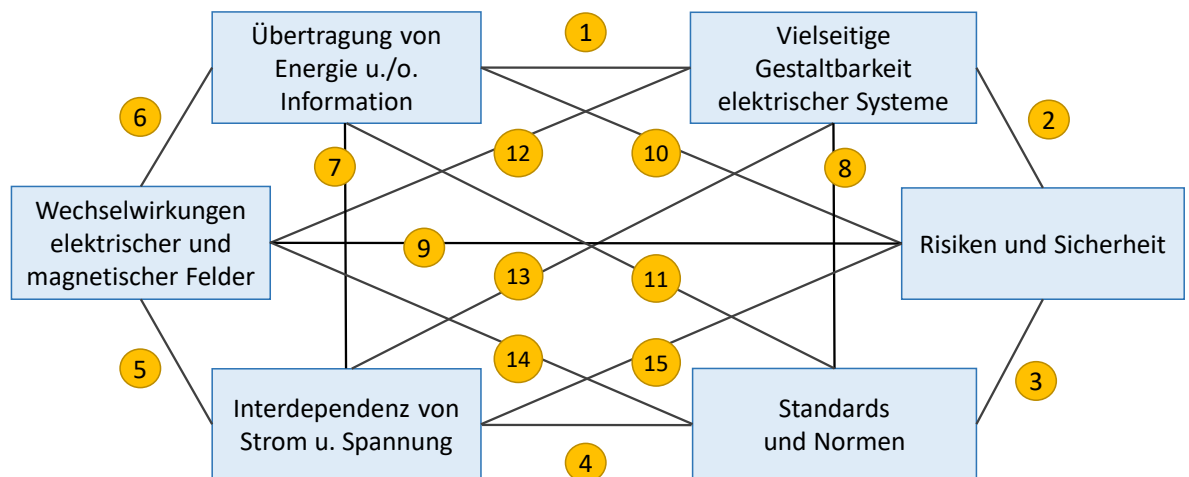 Übertragung von
Energie u./o.
Information
1
Vielseitige
Gestaltbarkeit
elektrischer Systeme
6
2
7
12
10
8
Wechselwirkungen
elektrischer und
magnetischer Felder
9
Risiken und Sicherheit
13
11
5
14
15
3
Interdependenz von
Strom u. Spannung
4
Standards
und Normen